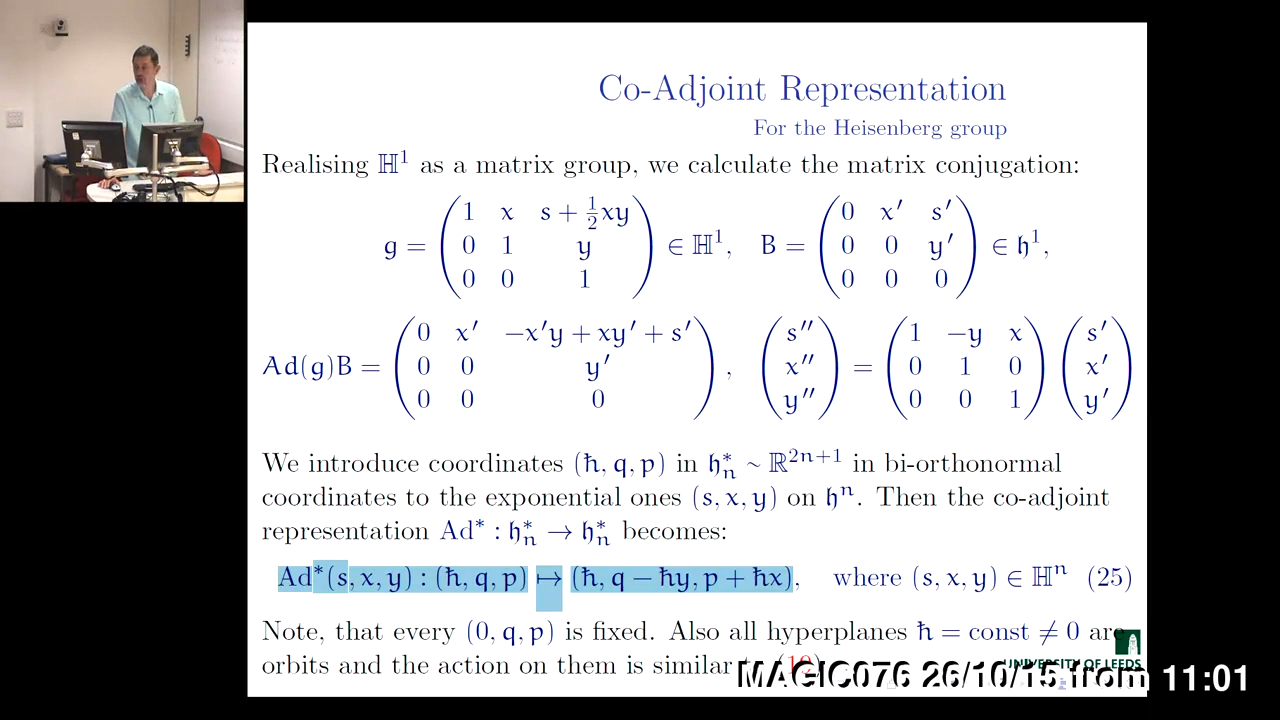 Co-Adjoint Representation
For the Heisenberg group
Realising ℍ¹ as a matrix group, we calculate the matrix conjugation:
g = ( 1 x s + ½xy ; 0 1 y ; 0 0 1 ) ∈ ℍ¹, B = ( 0 x′ s′ ; 0 0 y′ ; 0 0 0 ) ∈ 𝔥¹,
Ad(g)B = ( 0 x′ −x′y + xy′ + s′ ; 0 0 y′ ; 0 0 0 ), ( s″ ; x″ ; y″ ) = ( 1 −y x ; 0 1 0 ; 0 0 1 ) ( s′ ; x′ ; y′ )
We introduce coordinates (ħ, q, p) in 𝔥*ₙ ∼ ℝ²ⁿ⁺¹ in bi-orthonormal
coordinates to the exponential ones (s, x, y) on 𝔥ⁿ. Then the co-adjoint
representation Ad* : 𝔥*ₙ → 𝔥*ₙ becomes:
Ad*(s, x, y) : (ħ, q, p) ↦ (ħ, q − ħy, p + ħx), where (s, x, y) ∈ ℍⁿ (25)
Note, that every (0, q, p) is fixed. Also all hyperplanes ħ = const ≠ 0 are
orbits and the action on them is similar
UNIVERSITY OF LEEDS
MAGIC076 26/10/15 from 11:01